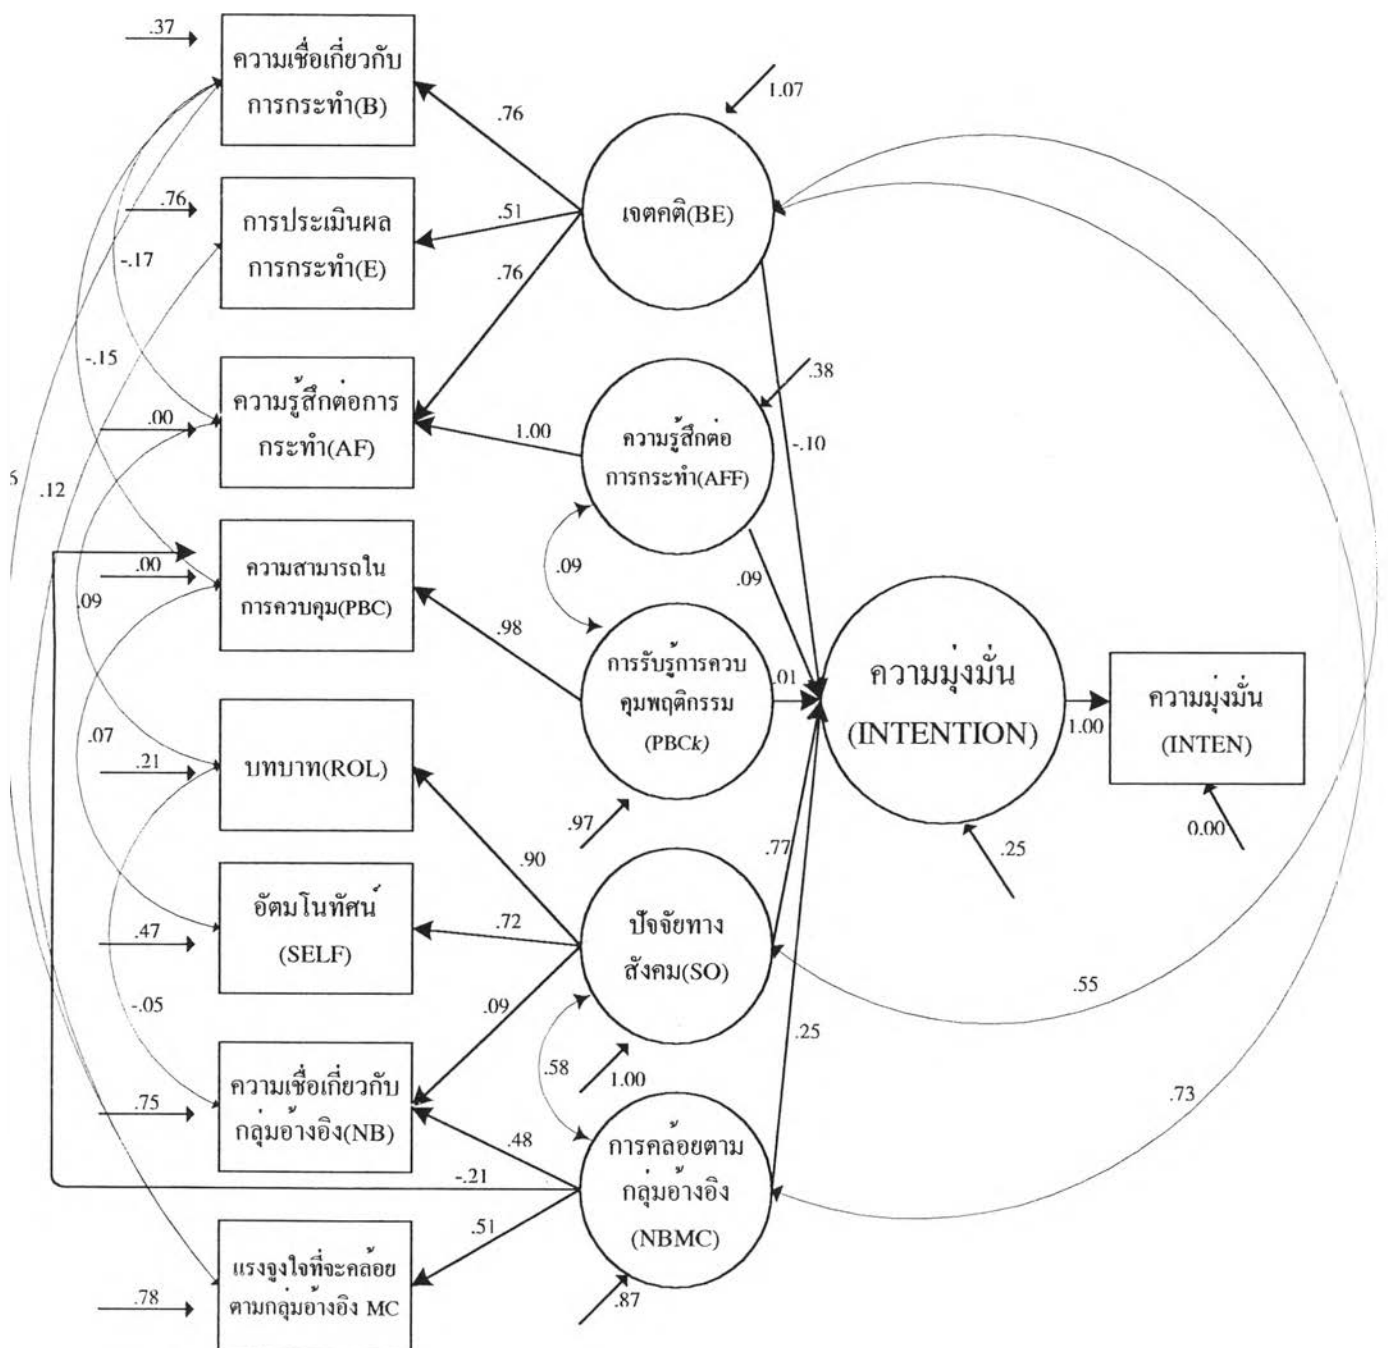 .37
ความเชื่อเกี่ยวกับ
การกระทำ(B)
.76
1.07
.76
การประเมินผล
การกระทำ(E)
.51
เจตคติ(BE)
-.17
.76
-.15
ความรู้สึกต่อการ
กระทำ(AF)
.00
1.00
.38
ความรู้สึกต่อ
การกระทำ(AFF)
-.10
.12
.00
ความสามารถใน
การควบคุม(PBC)
.09
.09
.09
.98
การรับรู้การควบ
คุมพฤติกรรม
(PBCk)
.01
ความมุ่งมั่น
(INTENTION)
1.00
ความมุ่งมั่น
(INTEN)
.07
.21
บทบาท(ROL)
.97
.90
.77
.25
0.00
อัตมโนทัศน์
(SELF)
.47
.72
ปัจจัยทาง
สังคม(SO)
.55
-.05
.09
.58
1.00
.25
ความเชื่อเกี่ยวกับ
กลุ่มอ้างอิง(NB)
.75
.48
-.21
การคล้อยตาม
กลุ่มอ้างอิง
(NBMC)
.73
.51
แรงจูงใจที่จะคล้อย
ตามกลุ่มอ้างอิง MC
.78
.87